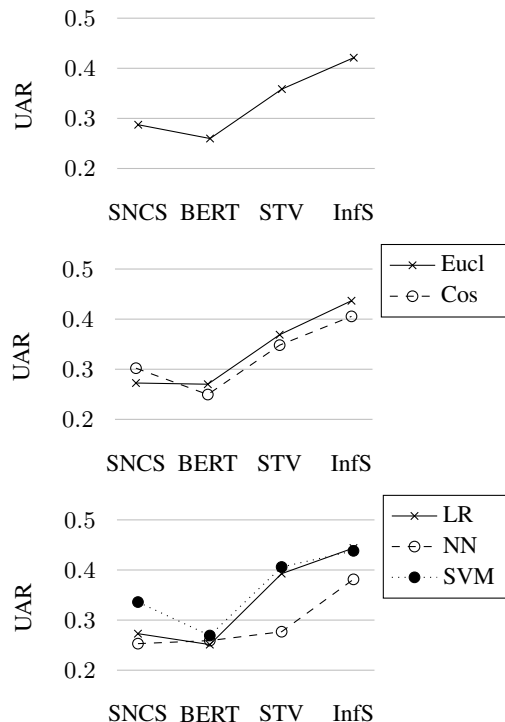 0.5
0.4
0.3
0.2
UAR
SNCS BERT STV InfS
Eucl
Cos
0.5
0.4
0.3
0.2
UAR
SNCS BERT STV InfS
LR
NN
SVM
0.5
0.4
0.3
0.2
UAR
SNCS BERT STV InfS